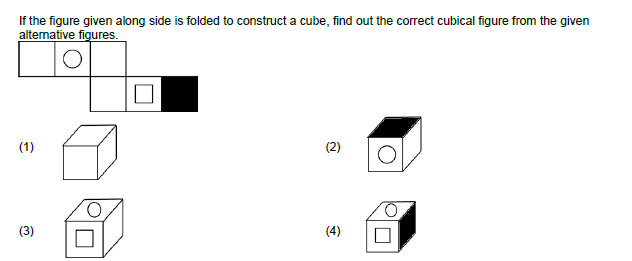 If the figure given along side is folded to construct a cube, find out the correct cubical figure from the given
alternative figures.
(1)
(2)
(3)
(4)